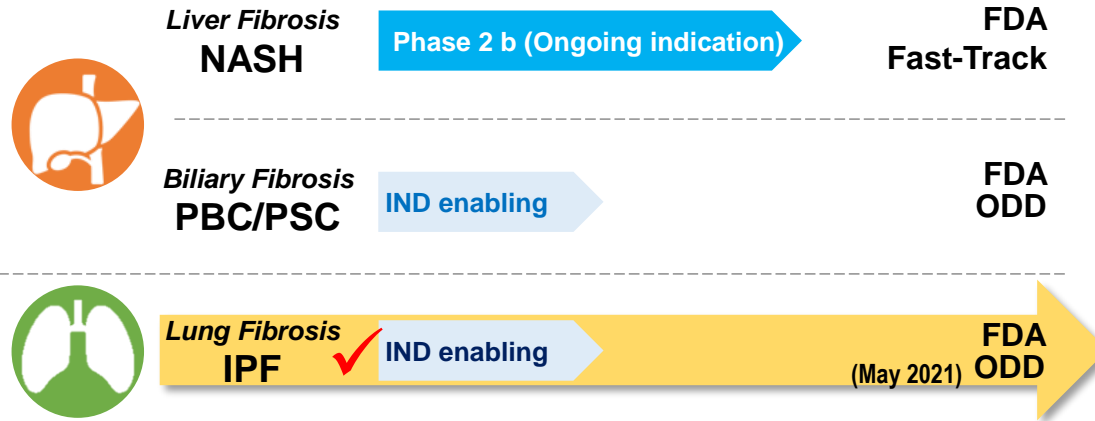 Liver Fibrosis
NASH
Phase 2 b (Ongoing indication)
FDA
Fast-Track
Biliary Fibrosis
PBC/PSC
IND enabling
FDA
ODD
Lung Fibrosis
IPF
IND enabling
FDA
(May 2021) ODD